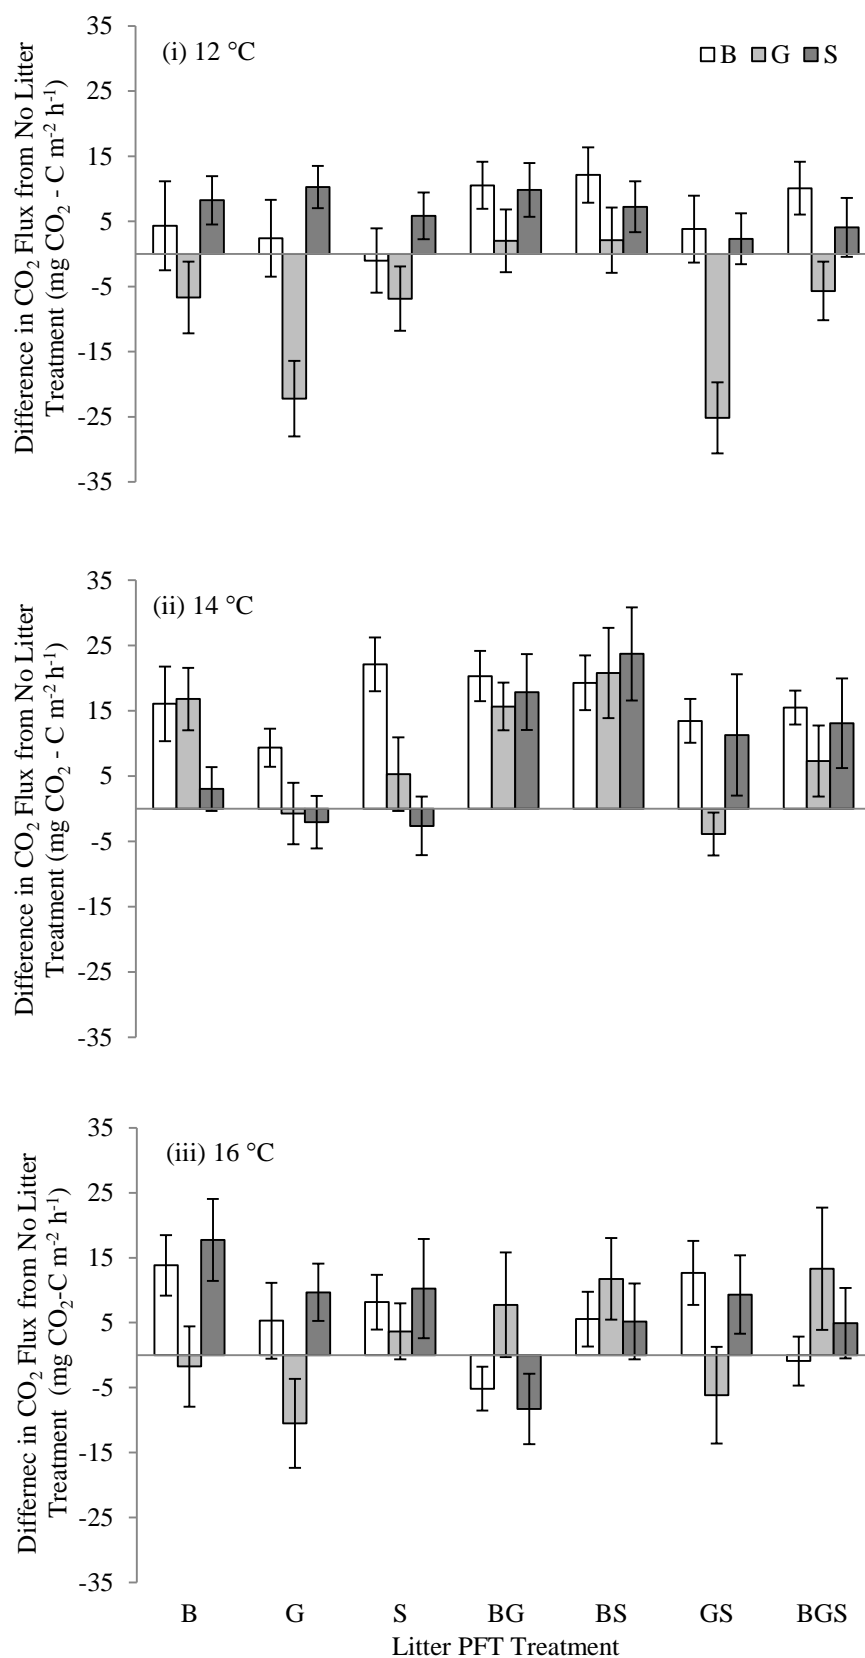 Difference in CO₂ Flux from No Litter
Treatment (mg CO₂ - C m⁻² h⁻¹)
35
25
15
5
-5
-15
-25
-35
(i) 12 °C
B G S
Difference in CO₂ Flux from No Litter
Treatment (mg CO₂ - C m⁻² h⁻¹)
35
25
15
5
-5
-15
-25
-35
(ii) 14 °C
Differnec in CO₂ Flux from No Litter
Treatment (mg CO₂-C m⁻² h⁻¹)
35
25
15
5
-5
-15
-25
-35
(iii) 16 °C
B G S BG BS GS BGS
Litter PFT Treatment